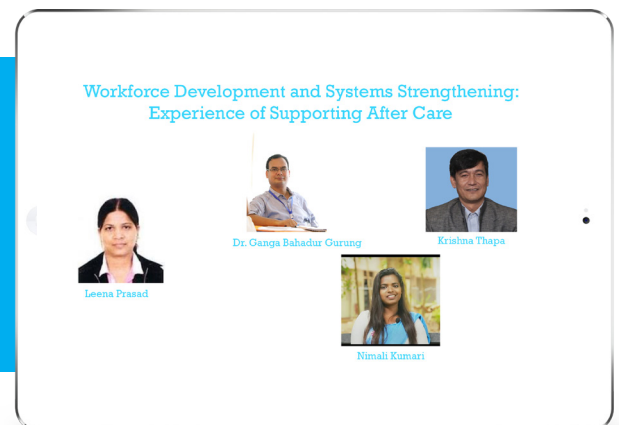 Workforce Development and Systems Strengthening:
Experience of Supporting After Care
Dr. Ganga Bahadur Gurung
Krishna Thapa
Leena Prasad
Nimali Kumari